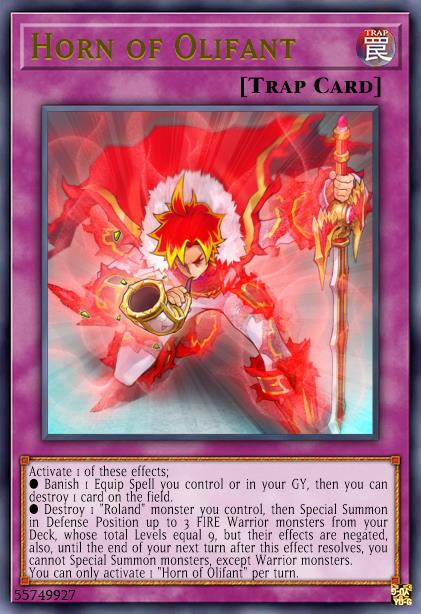 Horn of Olifant
TRAP
罠
[Trap Card]
Activate 1 of these effects;
● Banish 1 Equip Spell you control or in your GY, then you can
destroy 1 card on the field.
● Destroy 1 "Roland" monster you control, then Special Summon
in Defense Position up to 3 FIRE Warrior monsters from your
Deck, whose total Levels equal 9, but their effects are negated,
also, until the end of your next turn after this effect resolves, you
cannot Special Summon monsters, except Warrior monsters.
You can only activate 1 "Horn of Olifant" per turn.
55749927